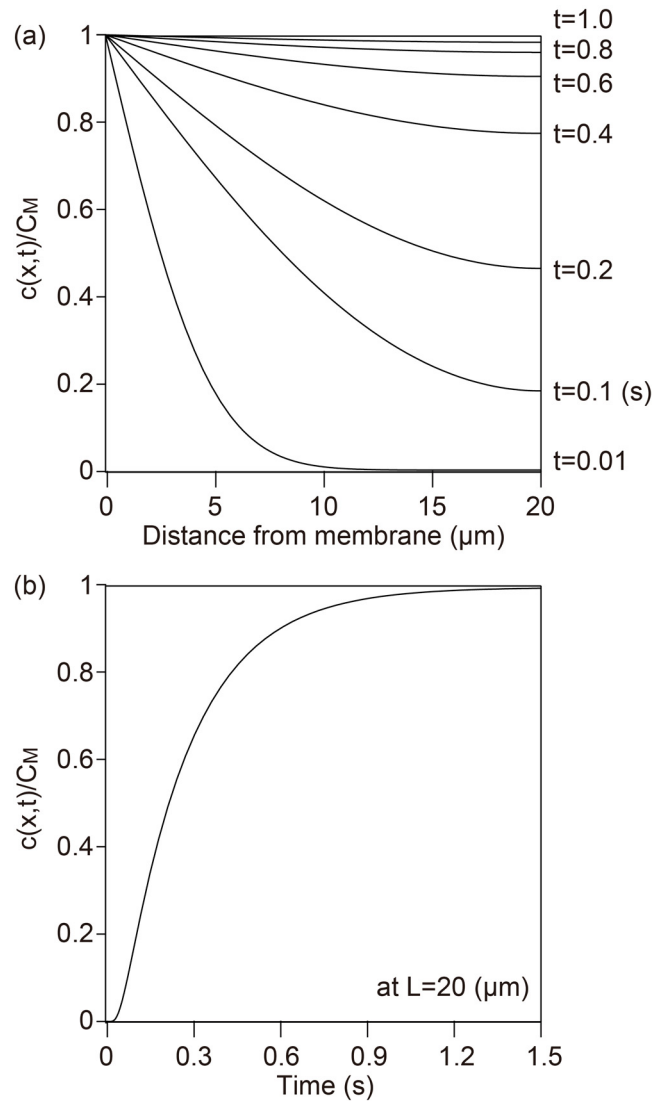 (a)
t=1.0
t=0.8
t=0.6
t=0.4
t=0.2
t=0.1 (s)
t=0.01
1
0.8
0.6
0.4
0.2
0
c(x,t)/CM
0 5 10 15 20
Distance from membrane (µm)
(b)
1
0.8
0.6
0.4
0.2
0
c(x,t)/CM
at L=20 (µm)
0 0.3 0.6 0.9 1.2 1.5
Time (s)